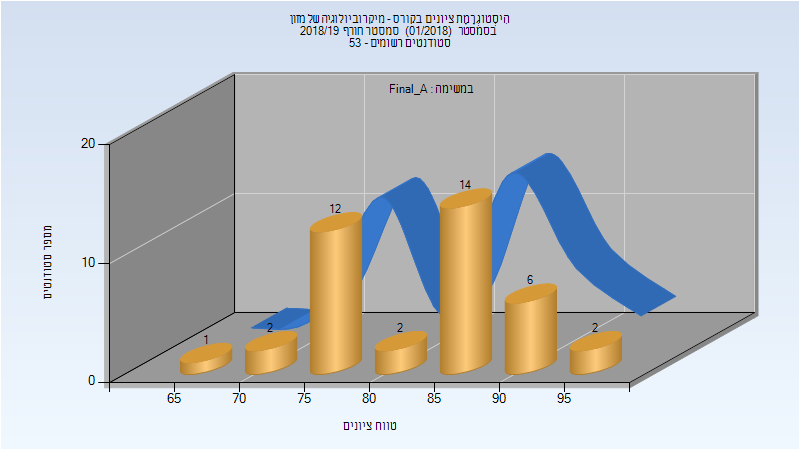 היסטוגרמת ציונים בקורס - מיקרוביולוגיה של מזון
בסמסטר (01/2018) סמסטר חורף 2018/19
סטודנטים רשומים - 53
במשימה : Final_A
20
10
0
מספר סטודנטים
1
2
12
2
14
6
2
65
70
75
80
85
90
95
טווח ציונים